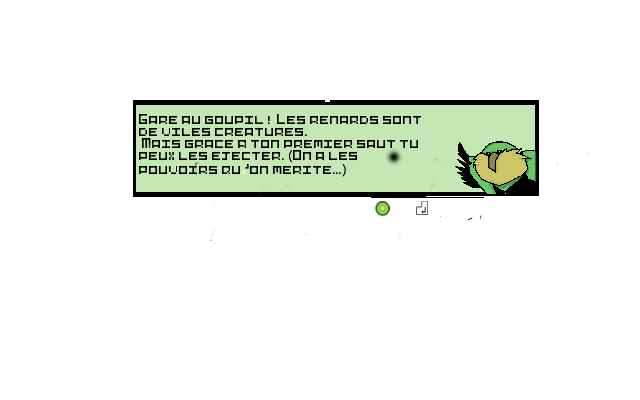 Gare au goupil ! Les renards sont
de viles creatures.
Mais grace a ton premier saut tu
peux les ejecter. (On a les
pouvoirs qu'on merite...)